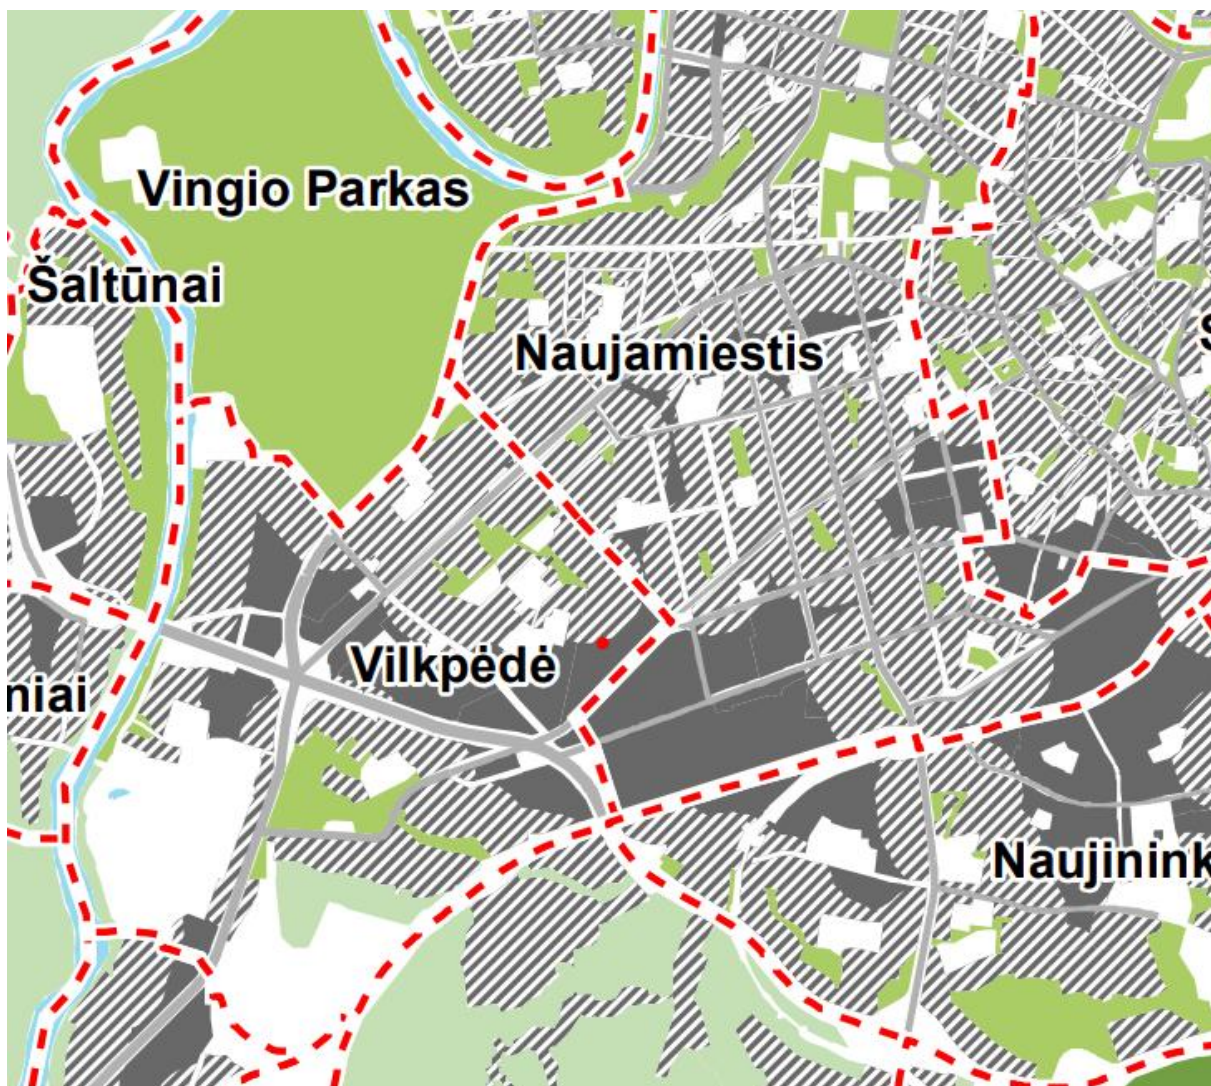 Vingio Parkas
Šaltūnai
Naujamiestis
Vilkpėdė
niai
Naujinink